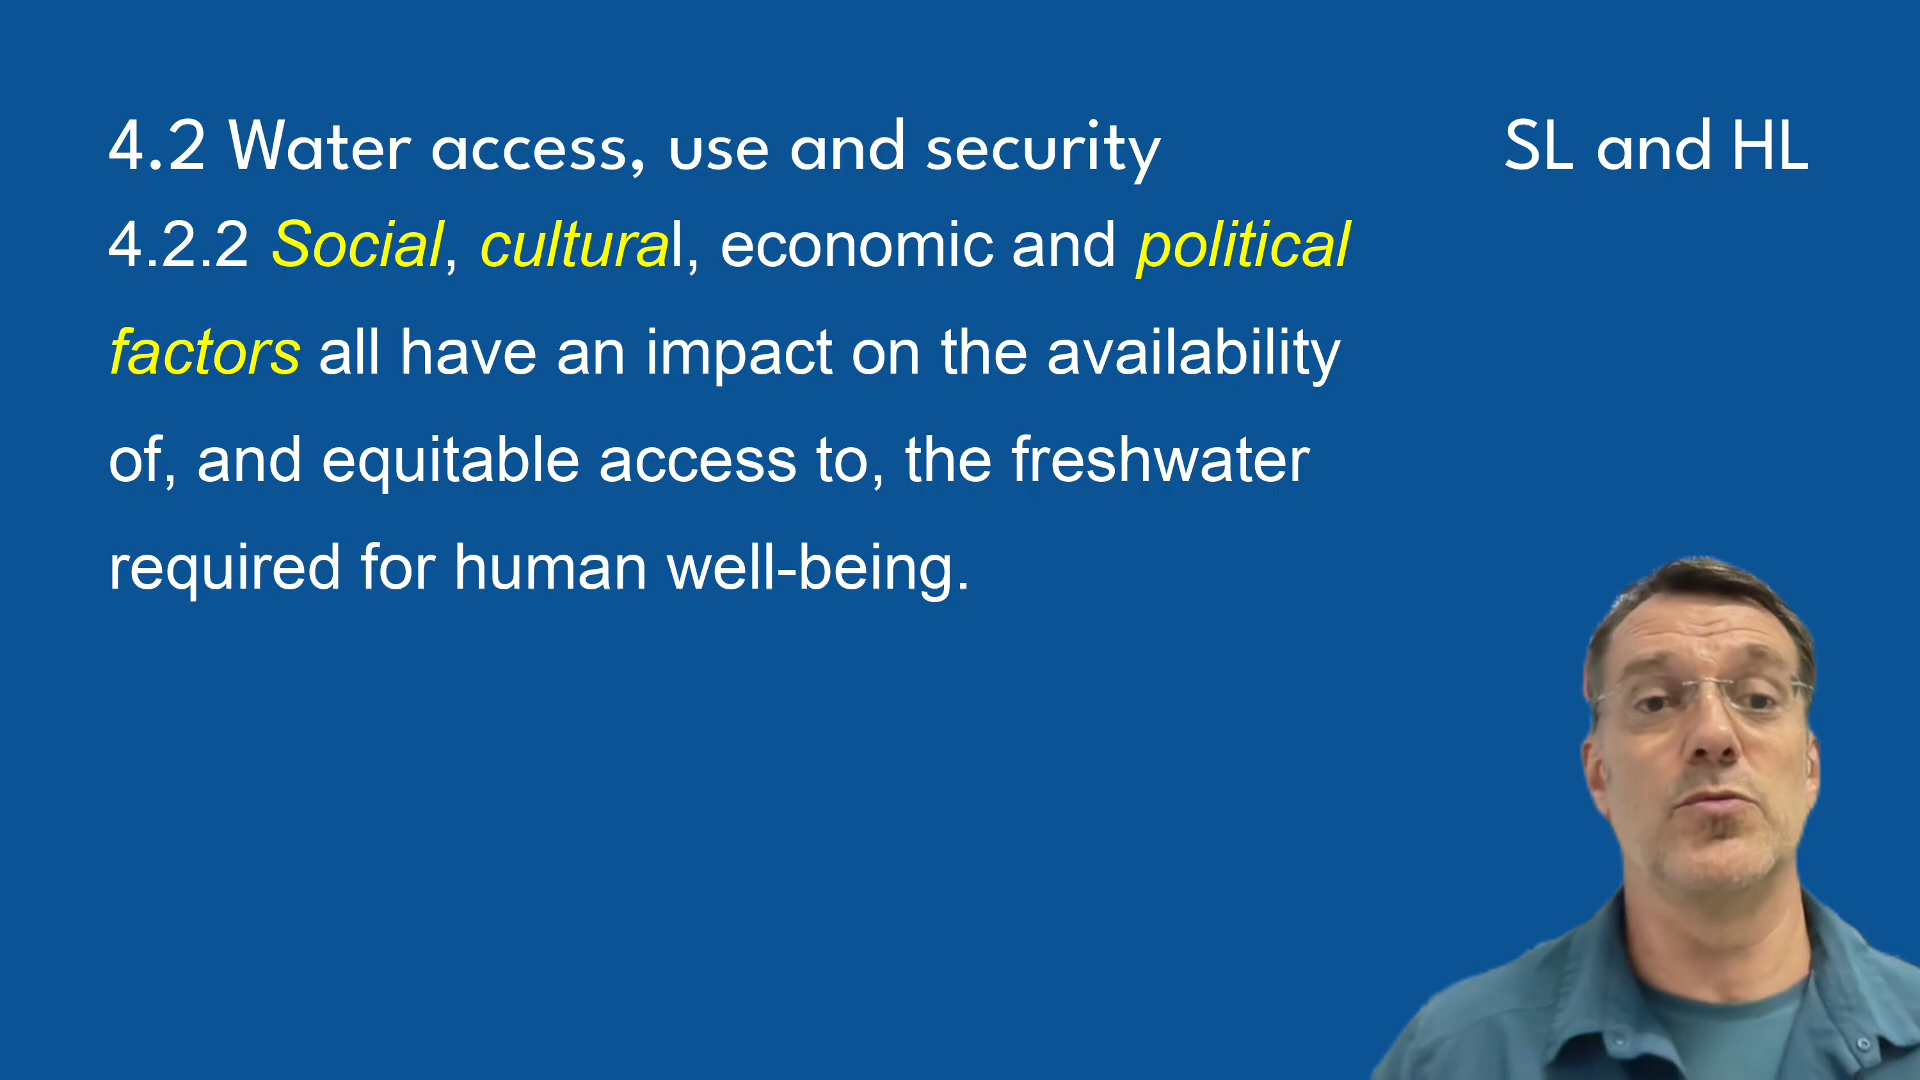 4.2 Water access, use and security SL and HL
4.2.2 Social, cultural, economic and political
factors all have an impact on the availability
of, and equitable access to, the freshwater
required for human well-being.